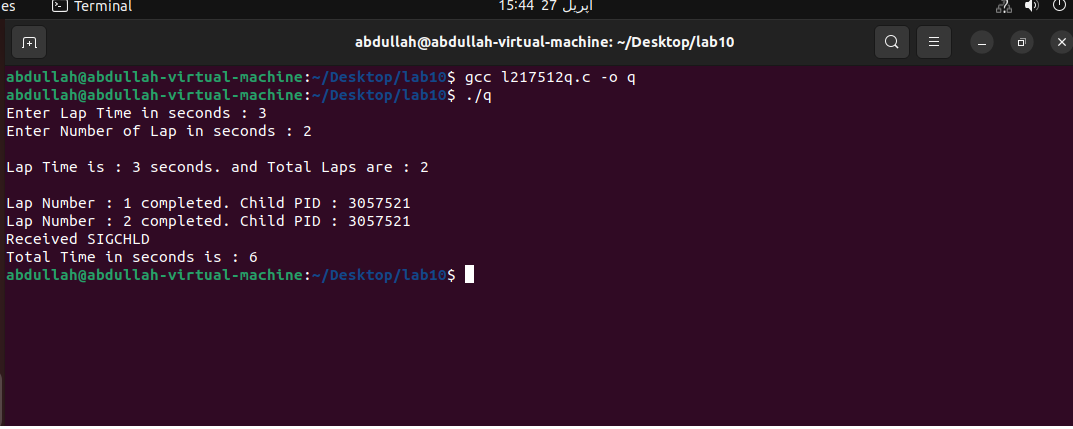 es Terminal 15:44 27 اپریل
abdullah@abdullah-virtual-machine: ~/Desktop/lab10
abdullah@abdullah-virtual-machine:~/Desktop/lab10$ gcc l217512q.c -o q
abdullah@abdullah-virtual-machine:~/Desktop/lab10$ ./q
Enter Lap Time in seconds : 3
Enter Number of Lap in seconds : 2
Lap Time is : 3 seconds. and Total Laps are : 2
Lap Number : 1 completed. Child PID : 3057521
Lap Number : 2 completed. Child PID : 3057521
Received SIGCHLD
Total Time in seconds is : 6
abdullah@abdullah-virtual-machine:~/Desktop/lab10$